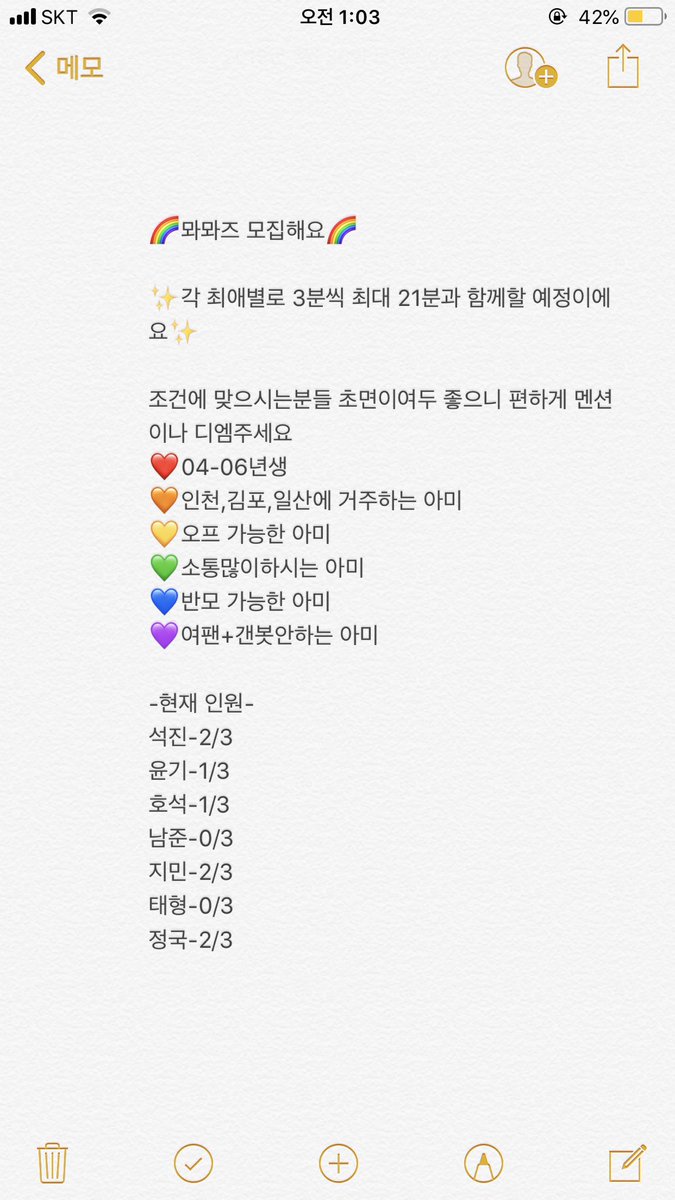 SKT 오전 1:03 42%
메모
🌈뫄뫄즈 모집해요🌈
✨각 최애별로 3분씩 최대 21분과 함께할 예정이에
요✨
조건에 맞으시는분들 초면이여두 좋으니 편하게 멘션
이나 디엠주세요
❤️04-06년생
🧡인천,김포,일산에 거주하는 아미
💛오프 가능한 아미
💚소통많이하시는 아미
💙반모 가능한 아미
💜여팬+갠봇안하는 아미
-현재 인원-
석진-2/3
윤기-1/3
호석-1/3
남준-0/3
지민-2/3
태형-0/3
정국-2/3